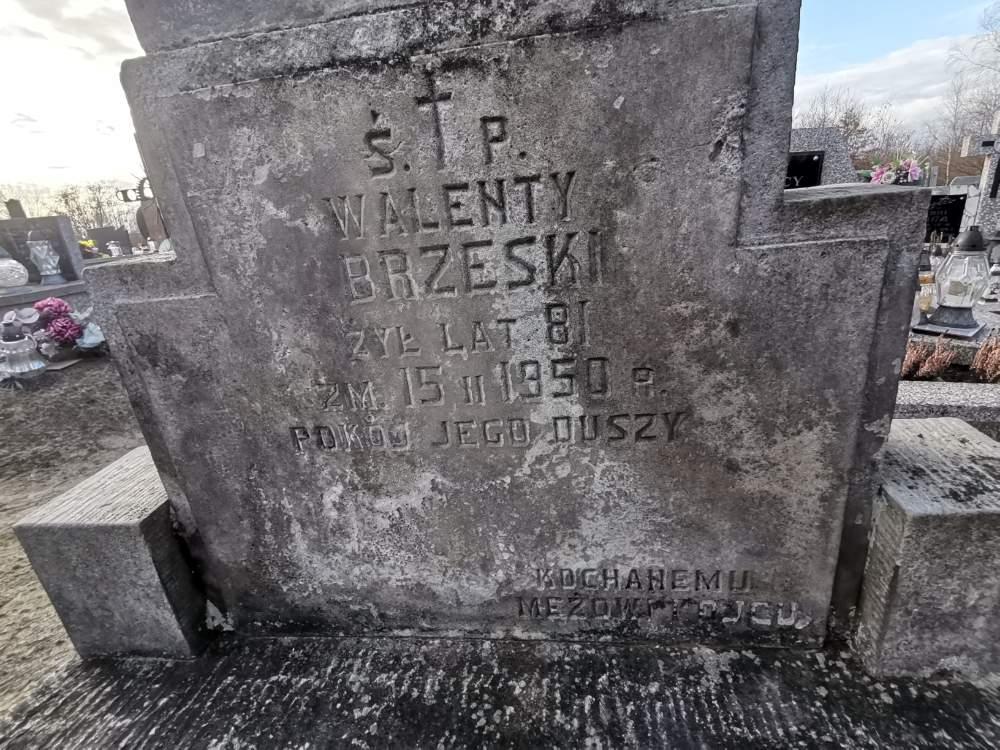 Ś. † P.
WALENTY
BRZESKI
ŻYŁ LAT 81
ZM. 15 II 1950 R.
POKÓJ JEGO DUSZY
KOCHANEMU
MĘŻOWI I OJCU